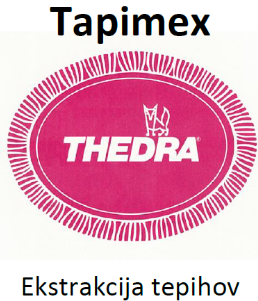 Tapimex
THEDRA®
Ekstrakcija tepihov